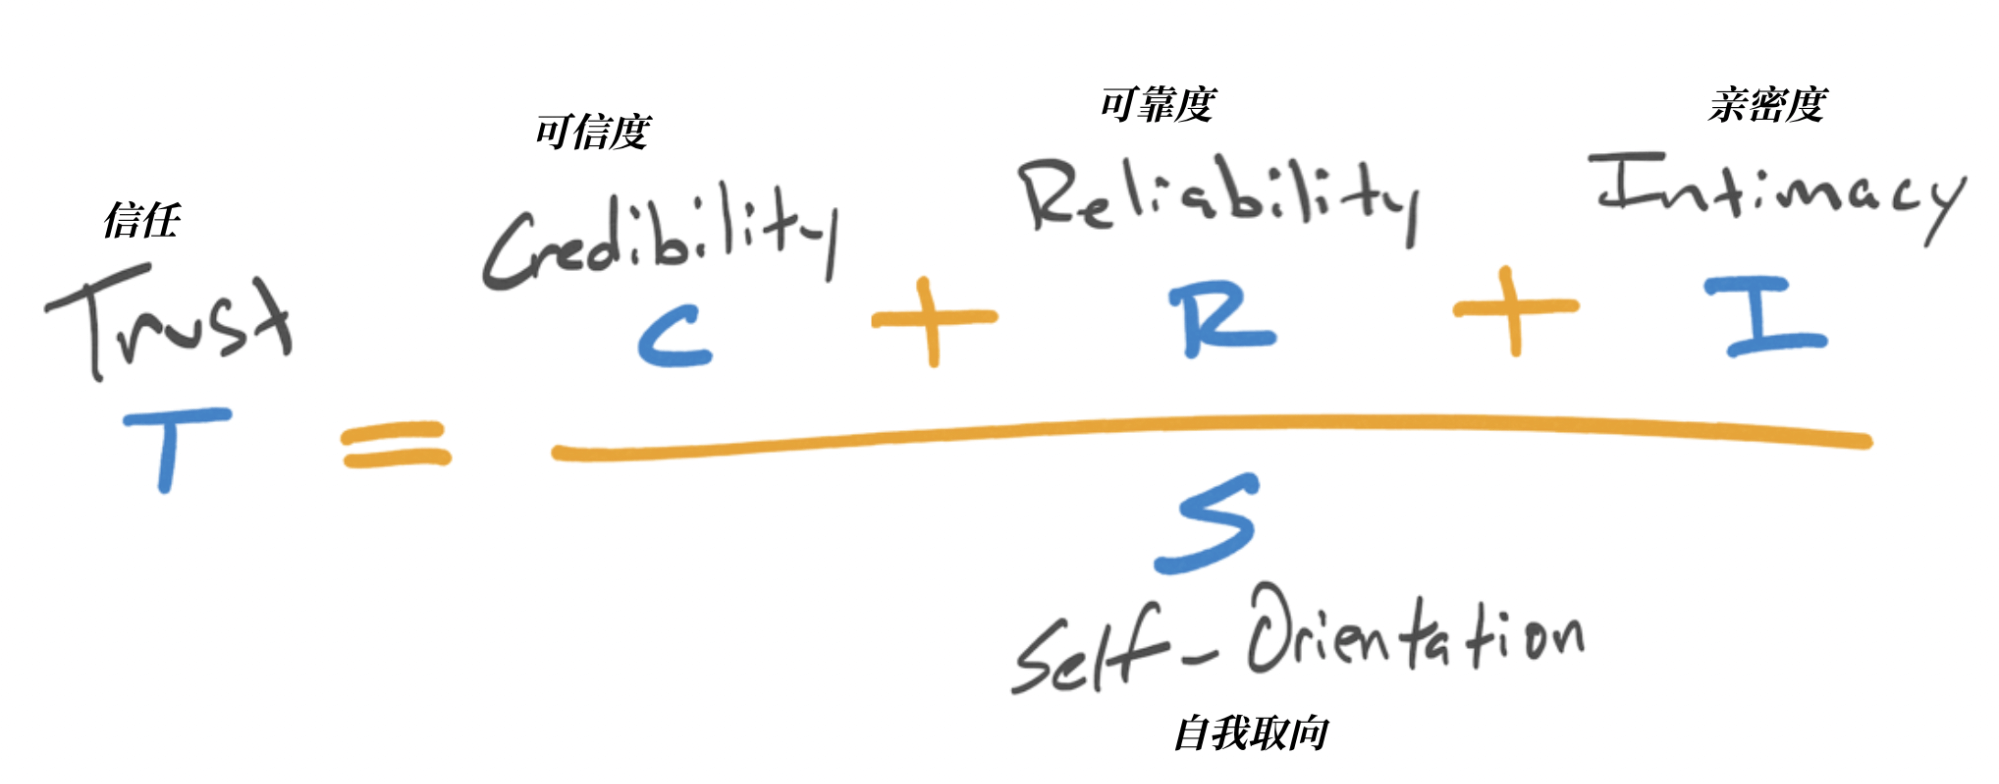 信任
Trust
T
=
可信度
Credibility
C
+
可靠度
Reliability
R
+
亲密度
Intimacy
I
S
Self-Orientation
自我取向